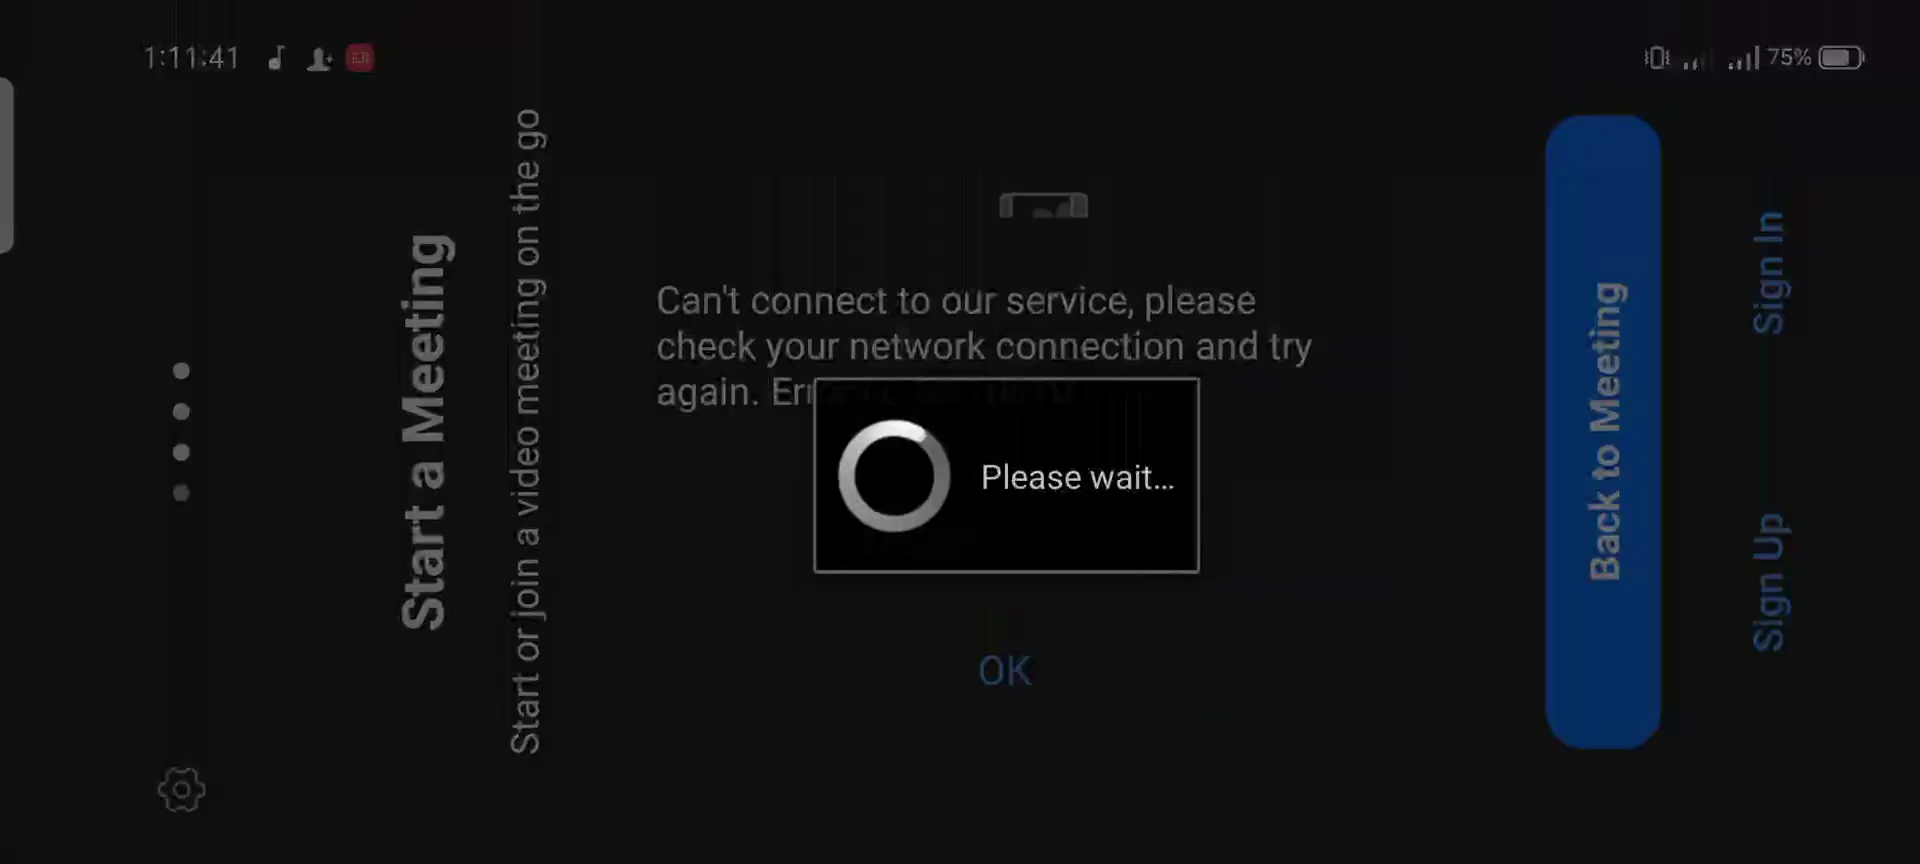 1:11:41
75%
Start a Meeting
Start or join a video meeting on the go
Can't connect to our service, please
check your network connection and try
again.
Please wait...
OK
Back to Meeting
Sign In
Sign Up